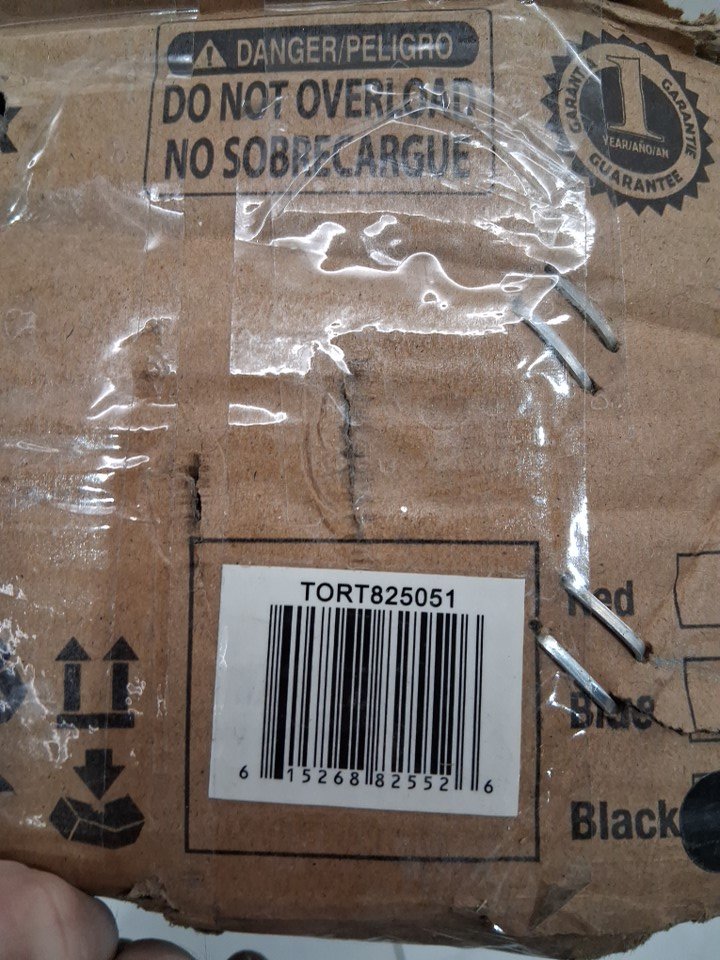 DANGER/PELIGRO
DO NOT OVERLOAD
NO SOBRECARGUE
GARANTÍA
GARANTIE
1
YEAR/AÑO/AN
GUARANTEE
TORT825051
6 15268 82552 6
Red
Blue
Black